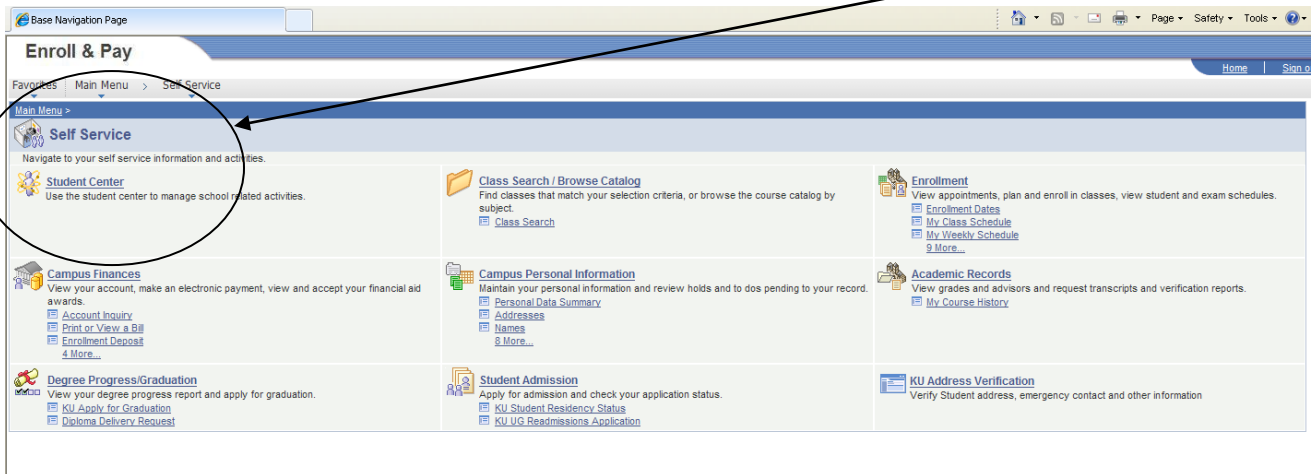 Base Navigation Page
Page Safety Tools
Enroll & Pay
Home Sign o
Favorites Main Menu > Self Service
Main Menu >
Self Service
Navigate to your self service information and activities.
Student Center
Use the student center to manage school related activities.
Class Search / Browse Catalog
Find classes that match your selection criteria, or browse the course catalog by
subject.
Class Search
Enrollment
View appointments, plan and enroll in classes, view student and exam schedules.
Enrollment Dates
My Class Schedule
My Weekly Schedule
9 More...
Campus Finances
View your account, make an electronic payment, view and accept your financial aid
awards.
Account Inquiry
Print or View a Bill
Enrollment Deposit
4 More...
Campus Personal Information
Maintain your personal information and review holds and to dos pending to your record.
Personal Data Summary
Addresses
Names
8 More...
Academic Records
View grades and advisors and request transcripts and verification reports.
My Course History
Degree Progress/Graduation
View your degree progress report and apply for graduation.
KU Apply for Graduation
Diploma Delivery Request
Student Admission
Apply for admission and check your application status.
KU Student Residency Status
KU UG Readmissions Application
KU Address Verification
Verify Student address, emergency contact and other information